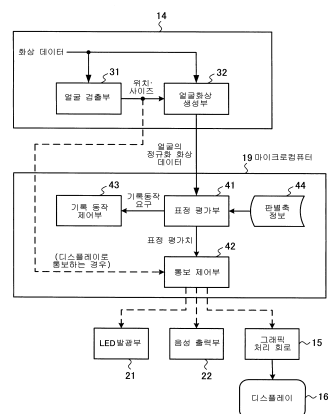 14
화상 데이터
31
32
얼굴 검출부
위치·
사이즈
얼굴화상
생성부
얼굴의
정규화 화상
데이터
19 마이크로컴퓨터
43
기록동작
요구
41
44
기록 동작
제어부
표정 평가부
판별축
정보
표정 평가치
42
(디스플레이로
통보하는 경우)
통보 제어부
LED발광부
음성 출력부
그래픽
처리 회로
15
21
22
디스플레이
16